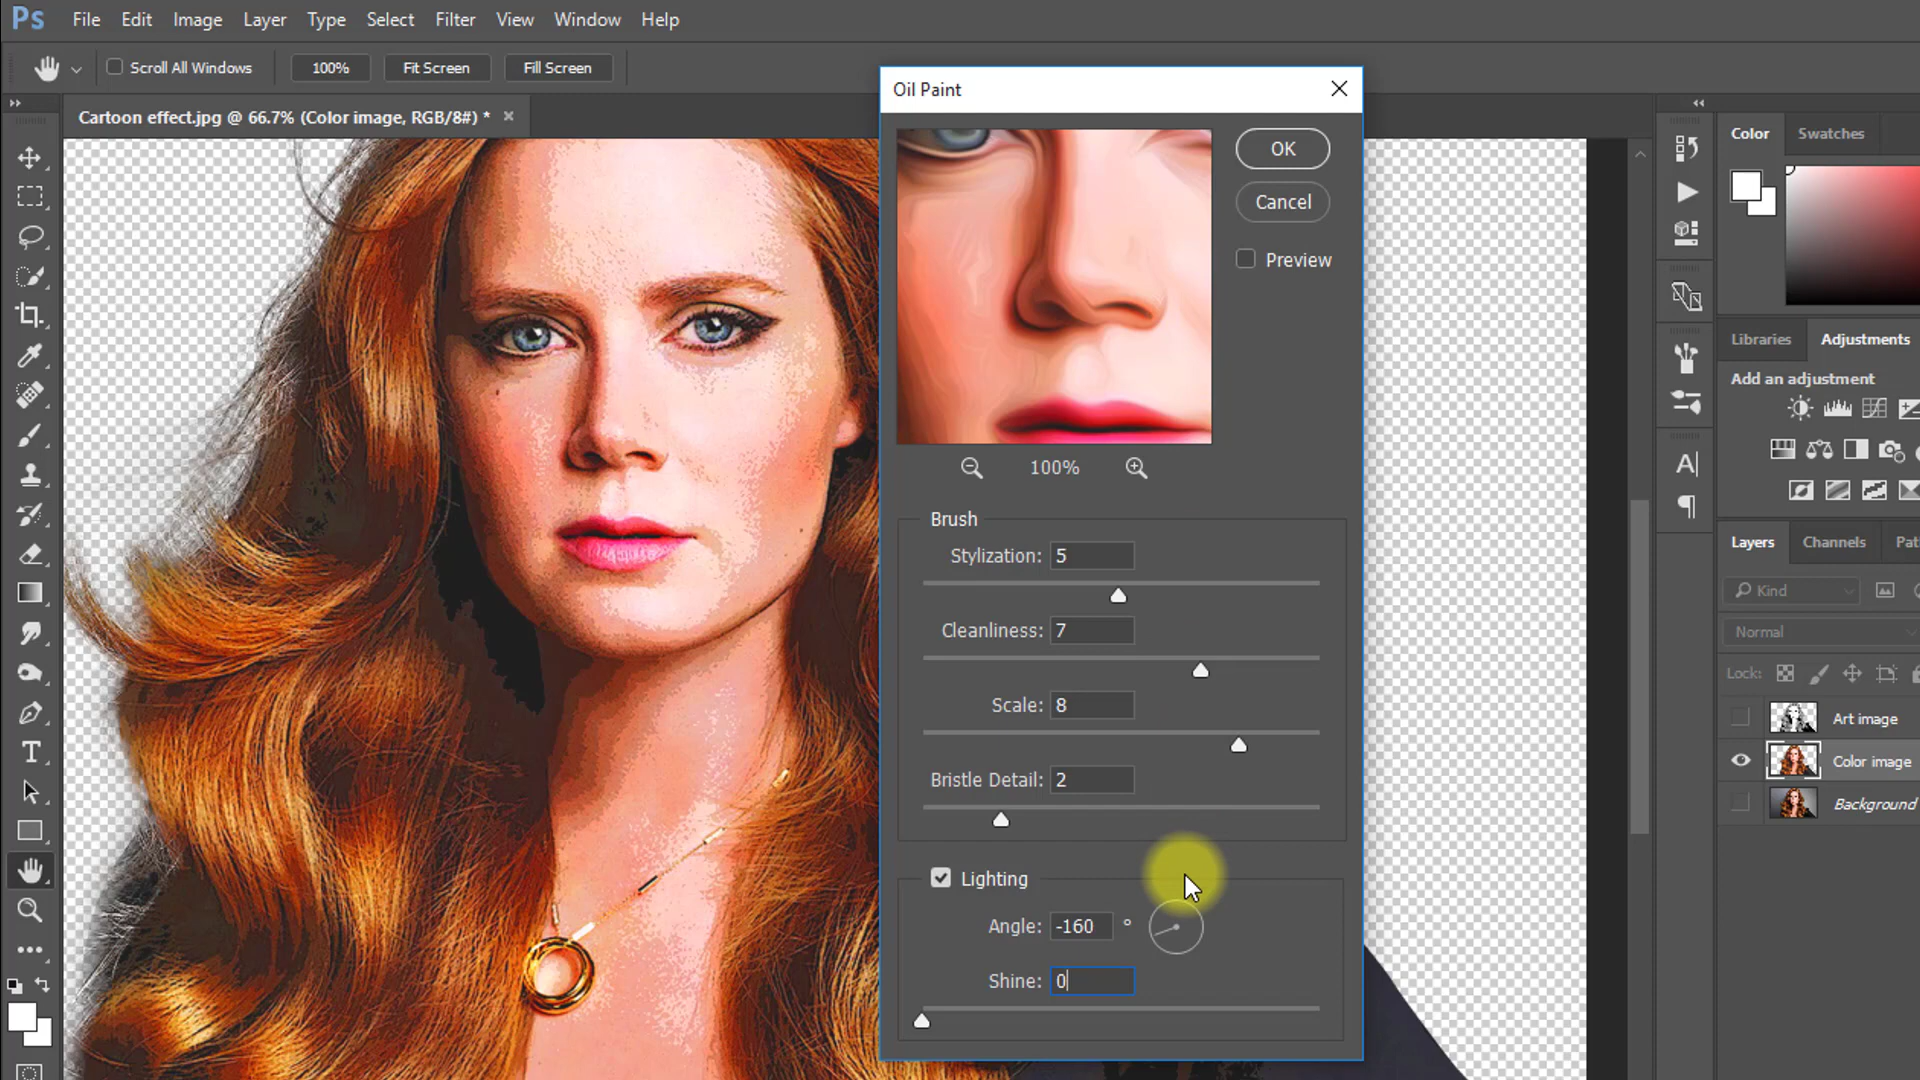 Ps File Edit Image Layer Type Select Filter View Window Help
Scroll All Windows 100% Fit Screen Fill Screen
Cartoon effect.jpg @ 66.7% (Color image, RGB/8#) *
Oil Paint
OK
Cancel
Preview
100%
Brush
Stylization: 5
Cleanliness: 7
Scale: 8
Bristle Detail: 2
Lighting
Angle: -160 °
Shine: 0
Color Swatches
Libraries Adjustments
Add an adjustment
Layers Channels Pat
Kind
Normal
Lock:
Art image
Color image
Background